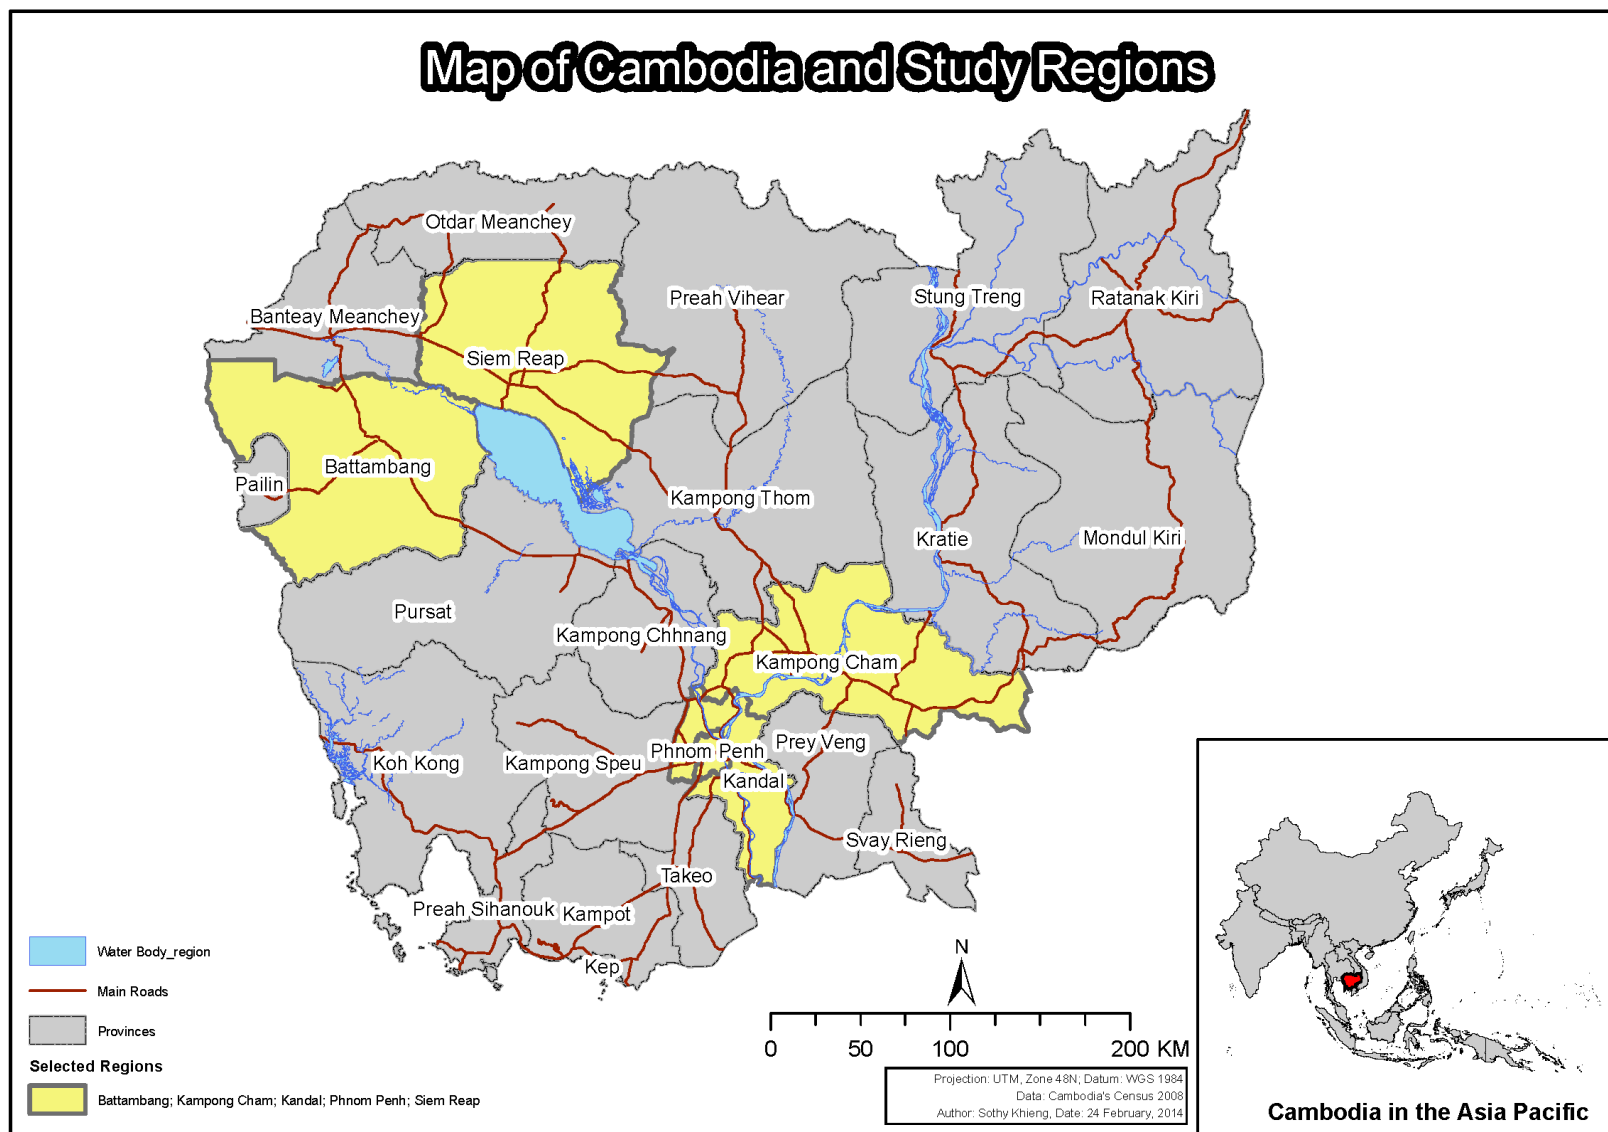 Map of Cambodia and Study Regions
Otdar Meanchey
Preah Vihear
Stung Treng
Ratanak Kiri
Banteay Meanchey
Siem Reap
Battambang
Pailin
Kampong Thom
Kratie
Mondul Kiri
Pursat
Kampong Chhnang
Kampong Cham
Phnom Penh
Prey Veng
Koh Kong
Kampong Speu
Kandal
Svay Rieng
Takeo
Preah Sihanouk
Kampot
Kep
Water Body_region
Main Roads
Provinces
Selected Regions
Battambang; Kampong Cham; Kandal; Phnom Penh; Siem Reap
N
0 50 100 200 KM
Projection: UTM, Zone 48N; Datum: WGS 1984
Data: Cambodia's Census 2008
Author: Sothy Khieng, Date: 24 February, 2014
Cambodia in the Asia Pacific